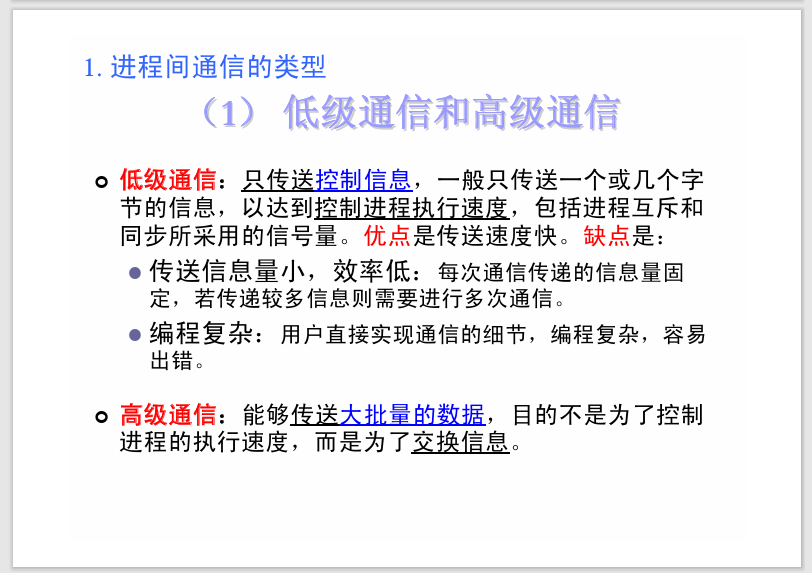 1. 进程间通信的类型
（1） 低级通信和高级通信
低级通信：只传送控制信息，一般只传送一个或几个字
节的信息，以达到控制进程执行速度，包括进程互斥和
同步所采用的信号量。优点是传送速度快。缺点是：
传送信息量小，效率低：每次通信传递的信息量固
定，若传递较多信息则需要进行多次通信。
编程复杂：用户直接实现通信的细节，编程复杂，容易
出错。
高级通信：能够传送大批量的数据，目的不是为了控制
进程的执行速度，而是为了交换信息。